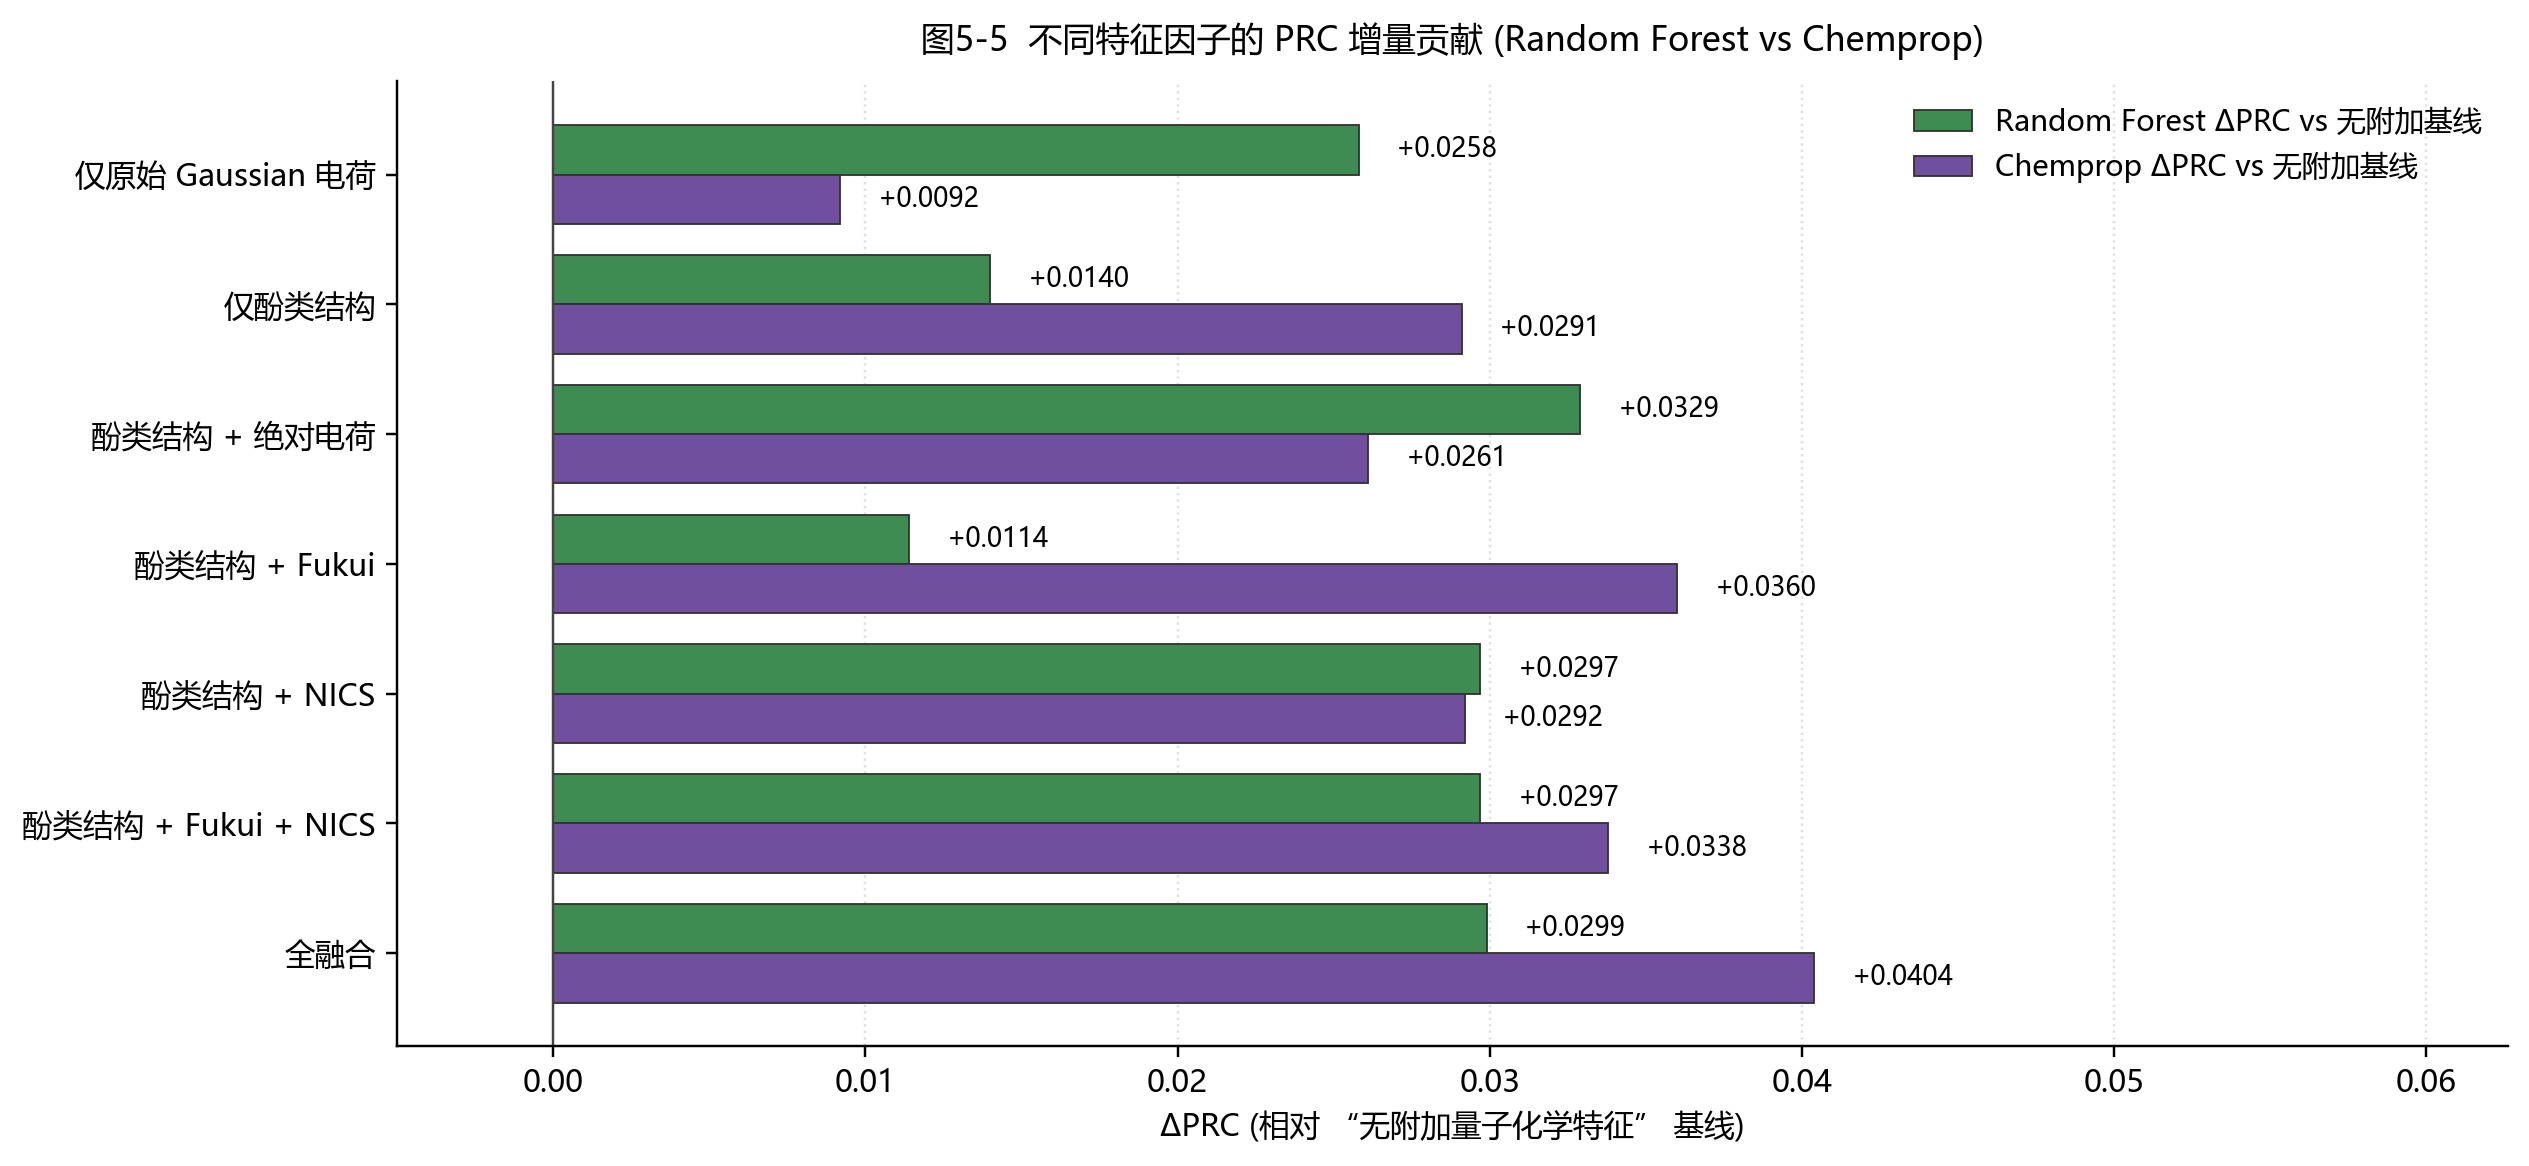 图5-5 不同特征因子的 PRC 增量贡献 (Random Forest vs Chemprop)
Random Forest ΔPRC vs 无附加基线
Chemprop ΔPRC vs 无附加基线
仅原始 Gaussian 电荷
+0.0258
+0.0092
仅酚类结构
+0.0140
+0.0291
酚类结构 + 绝对电荷
+0.0329
+0.0261
酚类结构 + Fukui
+0.0114
+0.0360
酚类结构 + NICS
+0.0297
+0.0292
酚类结构 + Fukui + NICS
+0.0297
+0.0338
全融合
+0.0299
+0.0404
0.00 0.01 0.02 0.03 0.04 0.05 0.06
ΔPRC (相对 “无附加量子化学特征” 基线)